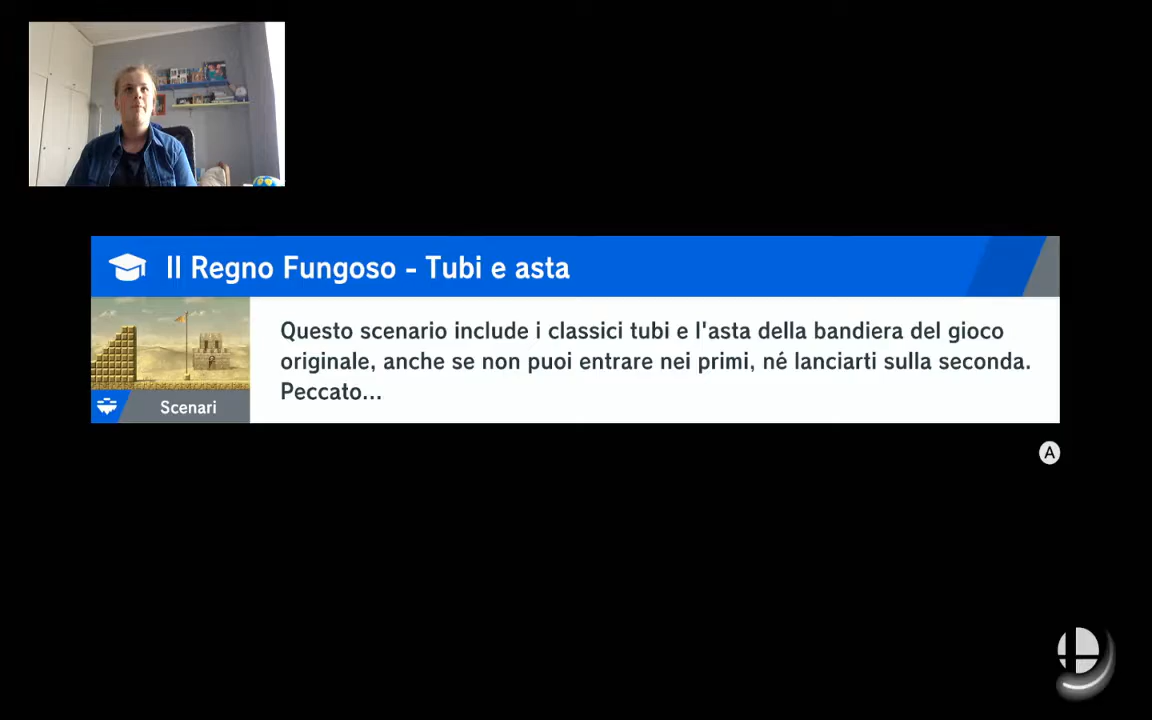 Il Regno Fungoso - Tubi e asta
Questo scenario include i classici tubi e l'asta della bandiera del gioco
originale, anche se non puoi entrare nei primi, né lanciarti sulla seconda.
Peccato...
Scenari
A